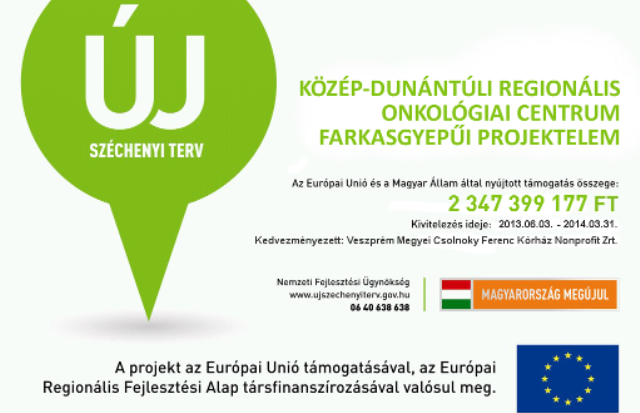 ÚJ
SZÉCHENYI TERV
KÖZÉP-DUNÁNTÚLI REGIONÁLIS
ONKOLÓGIAI CENTRUM
FARKASGYEPŰI PROJEKTELEM
Az Európai Unió és a Magyar Állam által nyújtott támogatás összege:
2 347 399 177 FT
Kivitelezés ideje: 2013.06.03. - 2014.03.31.
Kedvezményezett: Veszprém Megyei Csolnoky Ferenc Kórház Nonprofit Zrt.
Nemzeti Fejlesztési Ügynökség
www.ujszechenyiterv.gov.hu
06 40 638 638
MAGYARORSZÁG MEGÚJUL
A projekt az Európai Unió támogatásával, az Európai
Regionális Fejlesztési Alap társfinanszírozásával valósul meg.